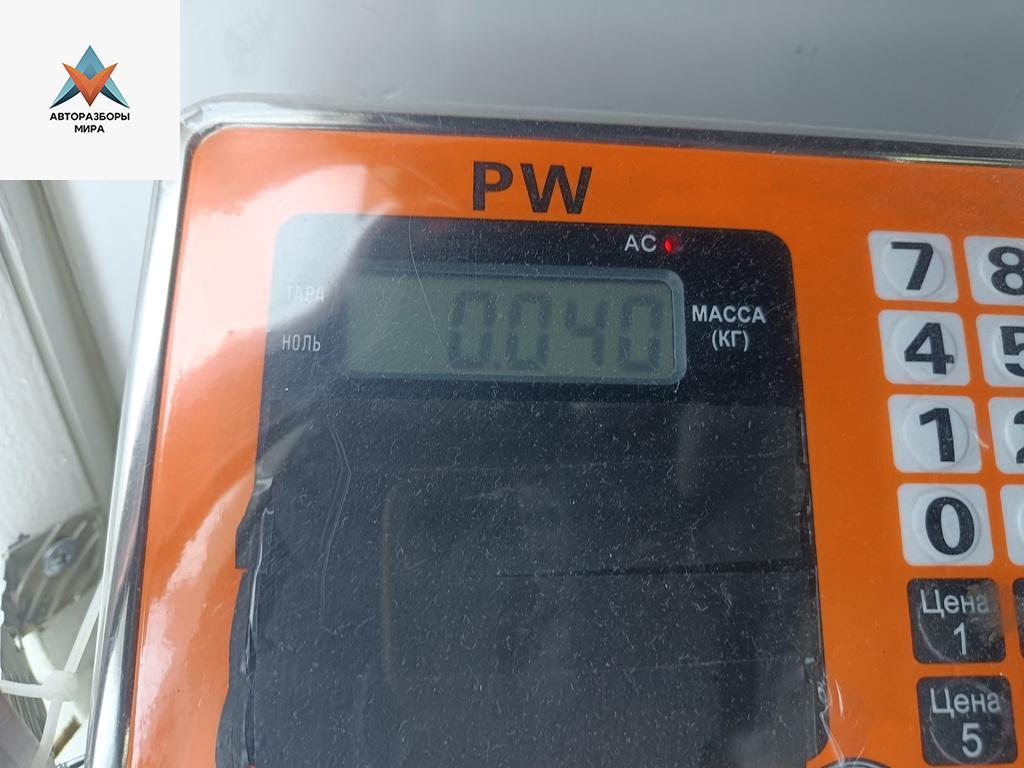 АВТОРАЗБОРЫ
МИРА
PW
AC
ТАРА
НОЛЬ
0.040
МАССА
(КГ)
7 8
4 5
1 2
0
Цена
1
Цена
5